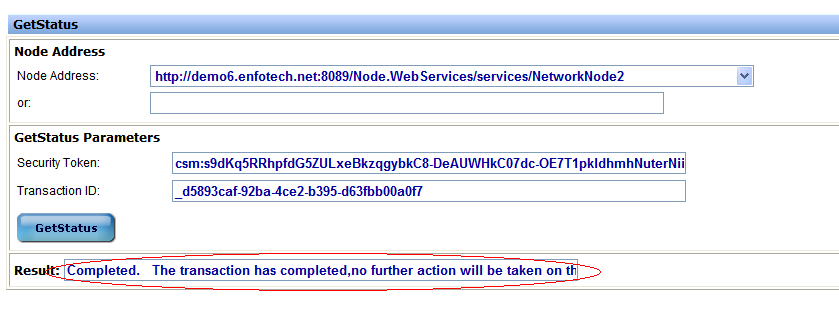 GetStatus
Node Address
Node Address: http://demo6.enfotech.net:8089/Node.WebServices/services/NetworkNode2
or:
GetStatus Parameters
Security Token: csm:s9dKq5RRhpfdG5ZULxeBkzqgybkC8-DeAUWHkC07dc-OE7T1pkIdhmhNuterNii
Transaction ID: _d5893caf-92ba-4ce2-b395-d63fbb00a0f7
GetStatus
Result: Completed. The transaction has completed,no further action will be taken on th